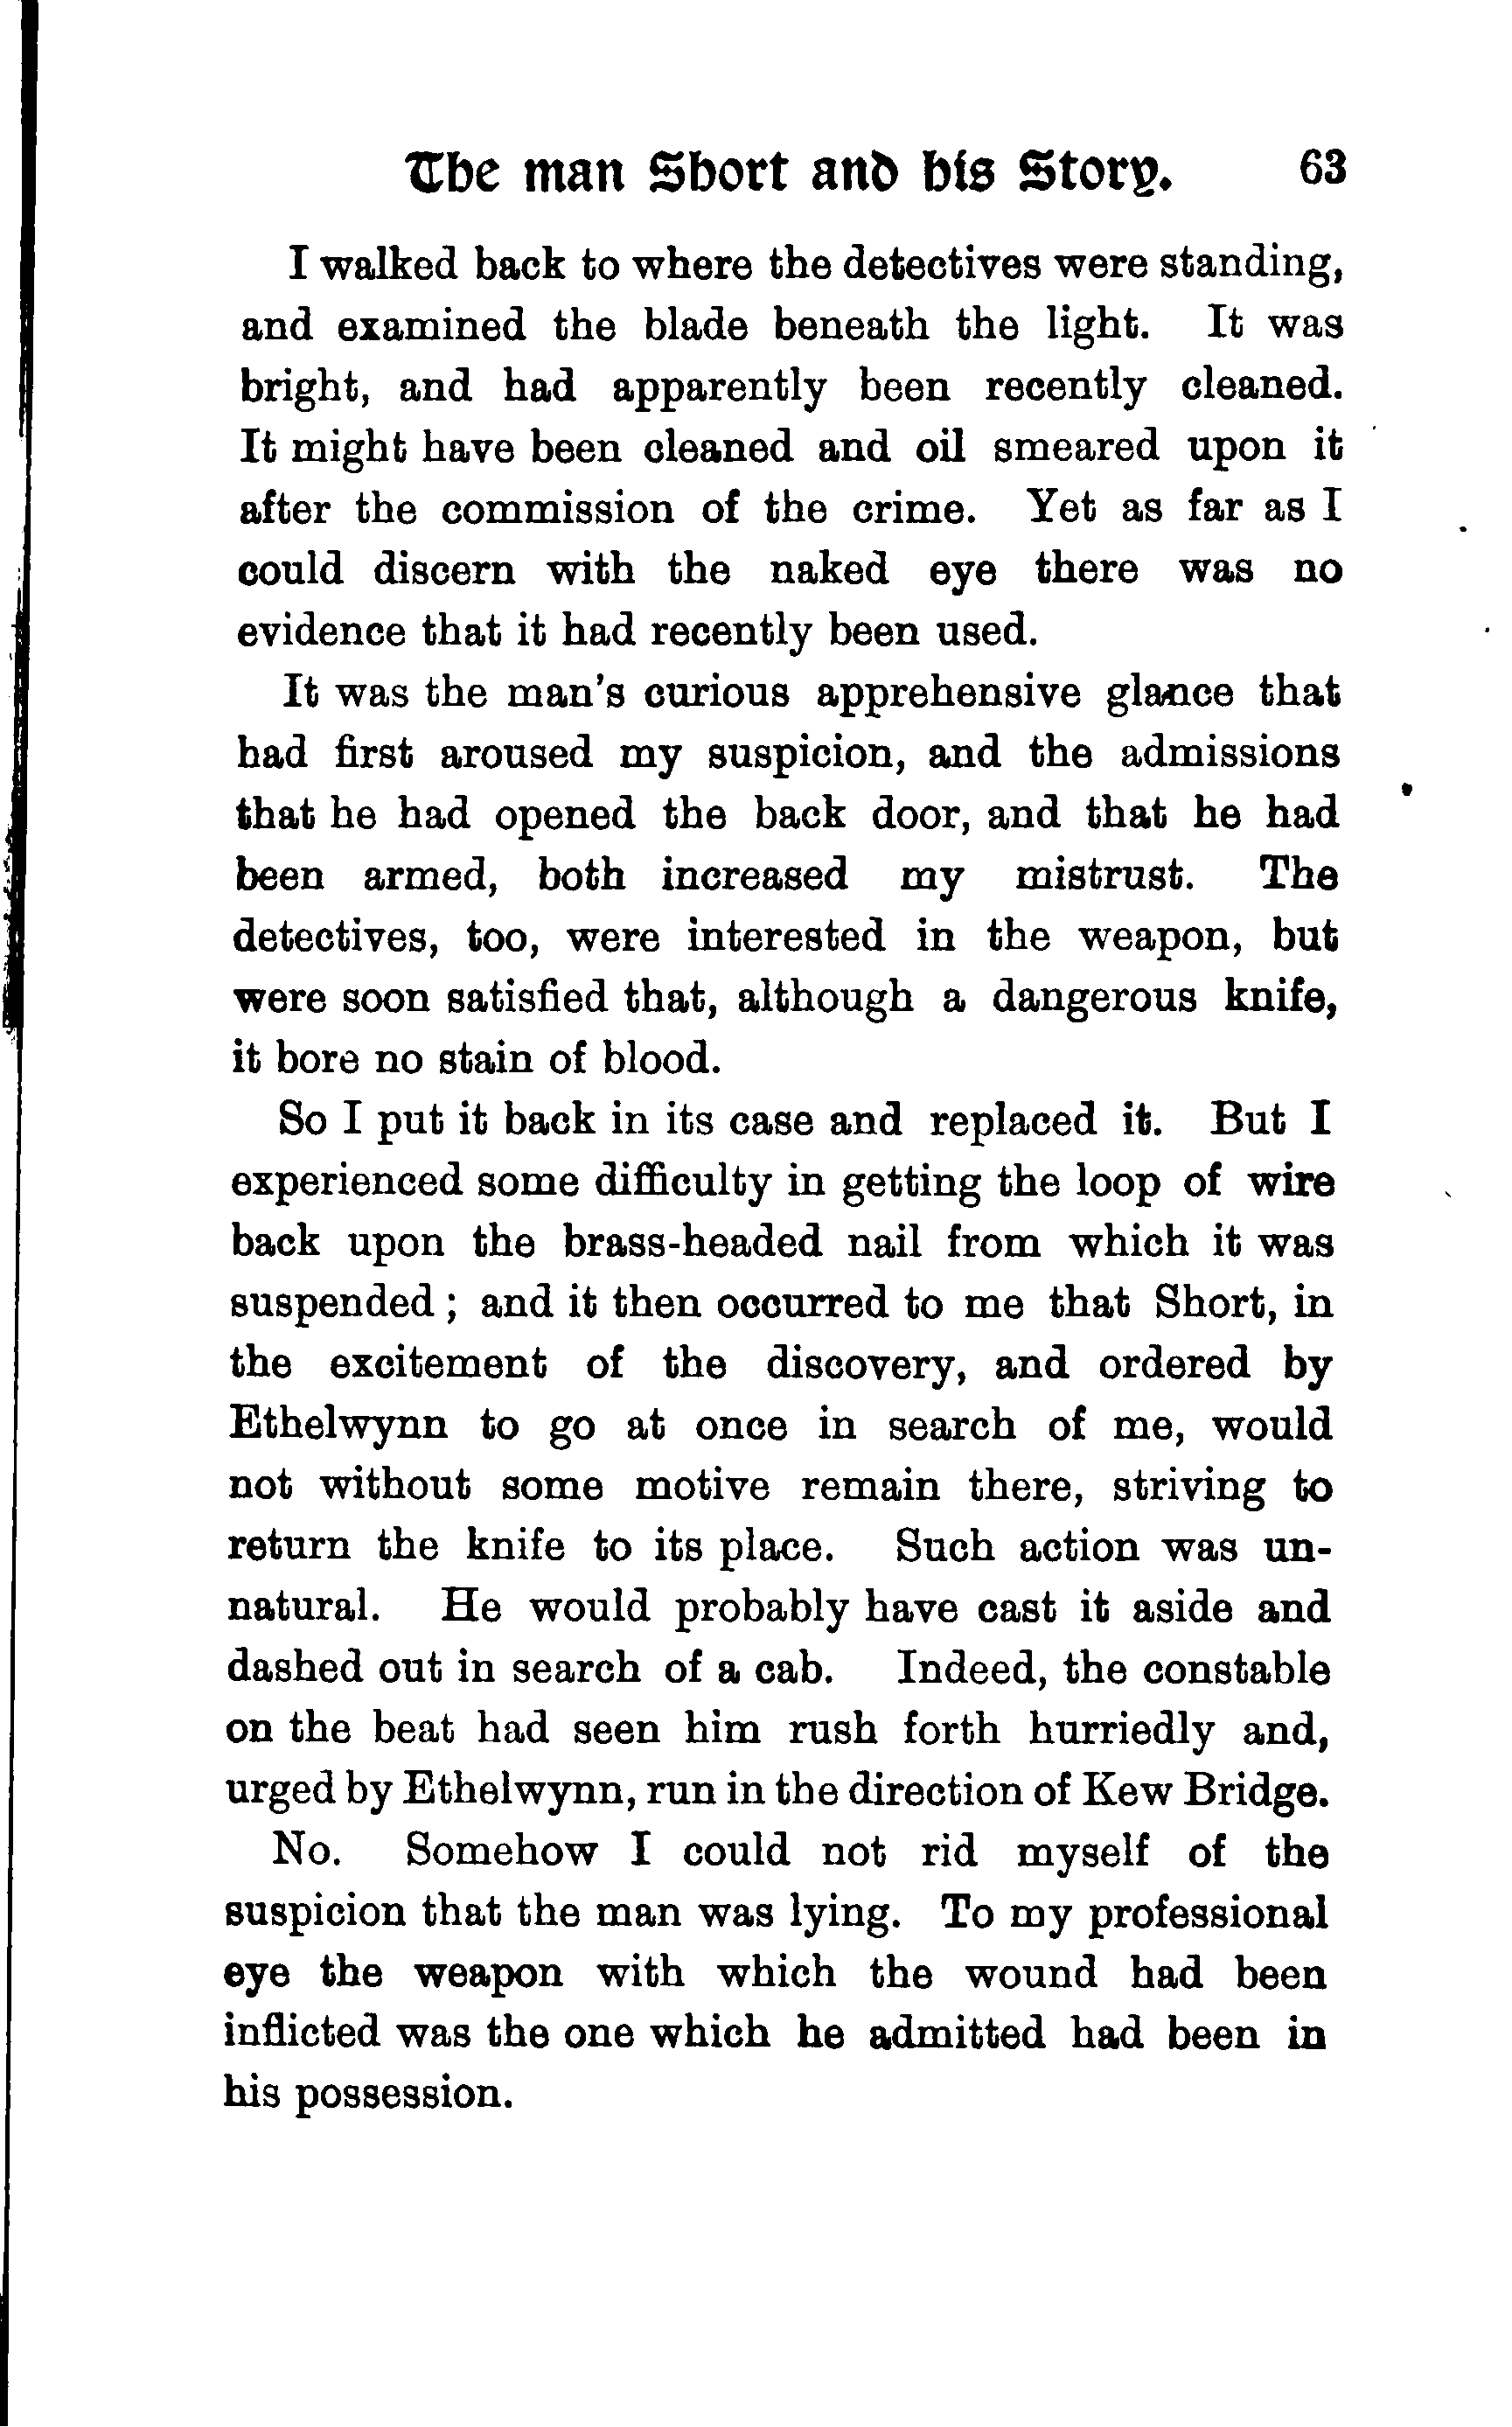 The man Short and his Story. 63
I walked back to where the detectives were standing,
and examined the blade beneath the light. It was
bright, and had apparently been recently cleaned.
It might have been cleaned and oil smeared upon it
after the commission of the crime. Yet as far as I
could discern with the naked eye there was no
evidence that it had recently been used.
It was the man's curious apprehensive glance that
had first aroused my suspicion, and the admissions
that he had opened the back door, and that he had
been armed, both increased my mistrust. The
detectives, too, were interested in the weapon, but
were soon satisfied that, although a dangerous knife,
it bore no stain of blood.
So I put it back in its case and replaced it. But I
experienced some difficulty in getting the loop of wire
back upon the brass-headed nail from which it was
suspended; and it then occurred to me that Short, in
the excitement of the discovery, and ordered by
Ethelwynn to go at once in search of me, would
not without some motive remain there, striving to
return the knife to its place. Such action was un-
natural. He would probably have cast it aside and
dashed out in search of a cab. Indeed, the constable
on the beat had seen him rush forth hurriedly and,
urged by Ethelwynn, run in the direction of Kew Bridge.
No. Somehow I could not rid myself of the
suspicion that the man was lying. To my professional
eye the weapon with which the wound had been
inflicted was the one which he admitted had been in
his possession.